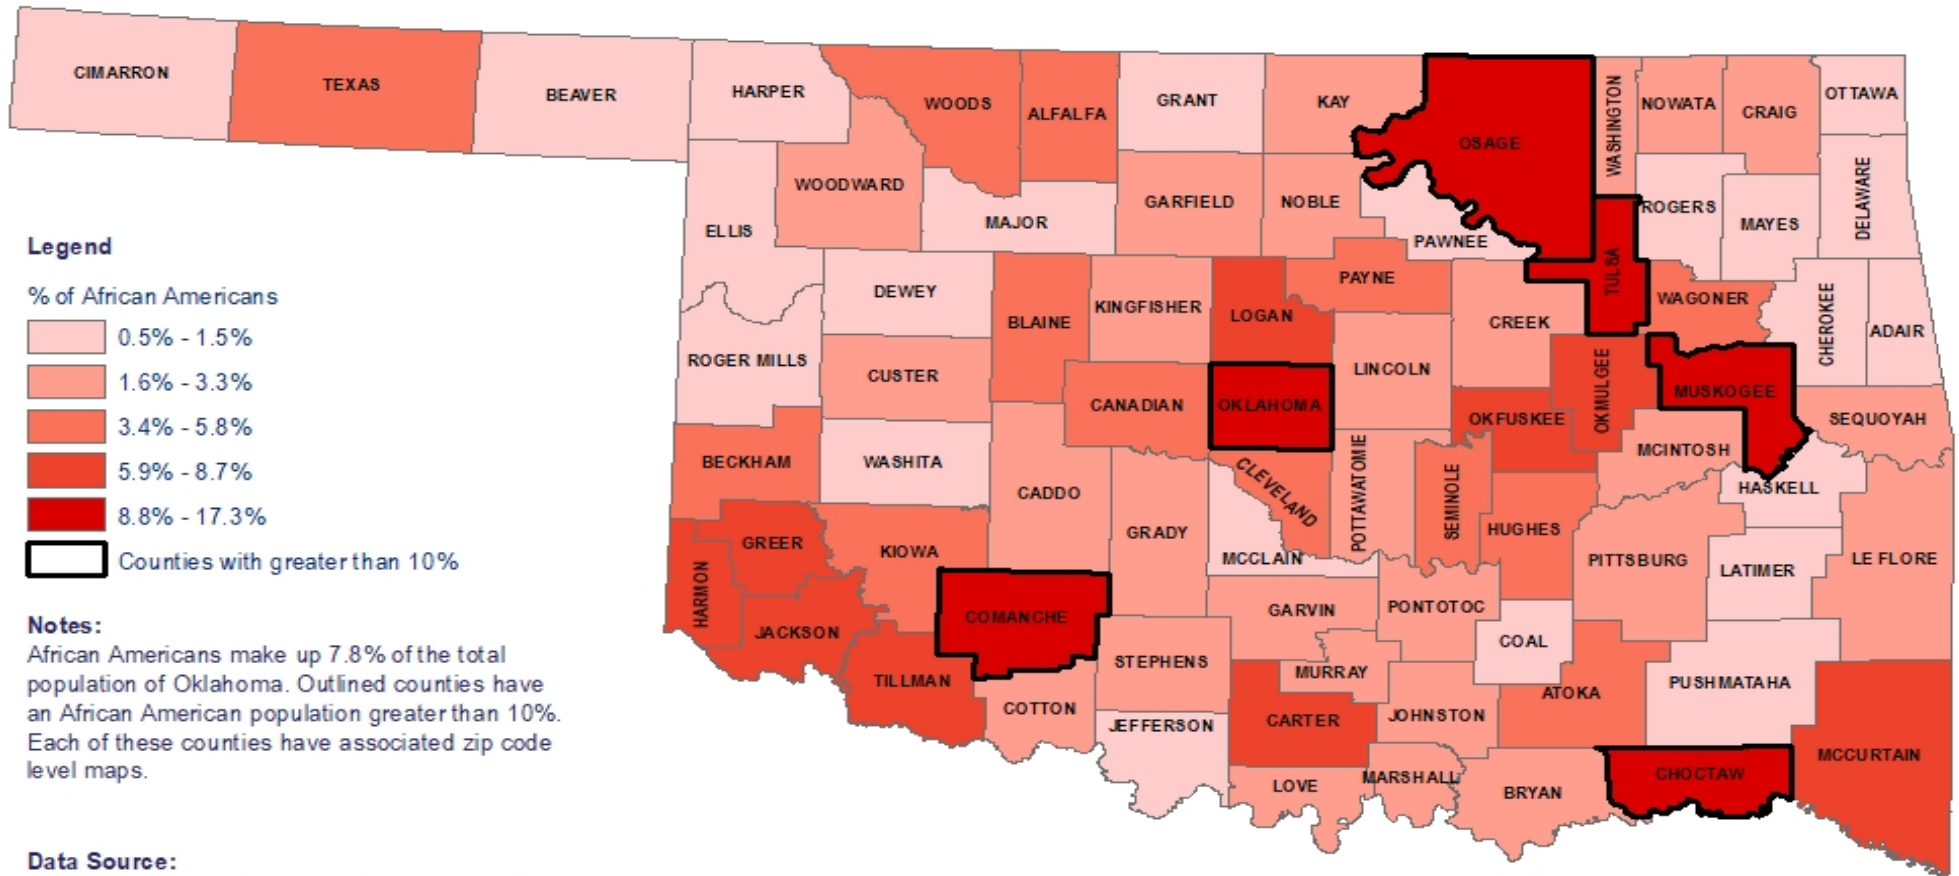 CIMARRON
TEXAS
BEAVER
HARPER
WOODS
ALFALFA
GRANT
KAY
OSAGE
WASHINGTON
NOWATA
CRAIG
OTTAWA
WOODWARD
ELLIS
MAJOR
GARFIELD
NOBLE
PAWNEE
TULSA
ROGERS
MAYES
DELAWARE
DEWEY
BLAINE
KINGFISHER
LOGAN
PAYNE
CREEK
WAGONER
CHEROKEE
ADAIR
ROGER MILLS
CUSTER
CANADIAN
OKLAHOMA
LINCOLN
OKFUSKEE
OKMULGEE
MUSKOGEE
SEQUOYAH
BECKHAM
WASHITA
CADDO
GRADY
CLEVELAND
POTTAWATOMIE
SEMINOLE
HUGHES
MCINTOSH
HASKELL
GREER
KIOWA
MCCLAIN
PITTSBURG
LATIMER
LE FLORE
HARMON
JACKSON
COMANCHE
GARVIN
PONTOTOC
COAL
TILLMAN
STEPHENS
MURRAY
ATOKA
PUSHMATAHA
COTTON
JEFFERSON
CARTER
JOHNSTON
MCCURTAIN
LOVE
MARSHALL
BRYAN
CHOCTAW
Legend
% of African Americans
0.5% - 1.5%
1.6% - 3.3%
3.4% - 5.8%
5.9% - 8.7%
8.8% - 17.3%
Counties with greater than 10%
Notes:
African Americans make up 7.8% of the total
population of Oklahoma. Outlined counties have
an African American population greater than 10%.
Each of these counties have associated zip code
level maps.
Data Source: